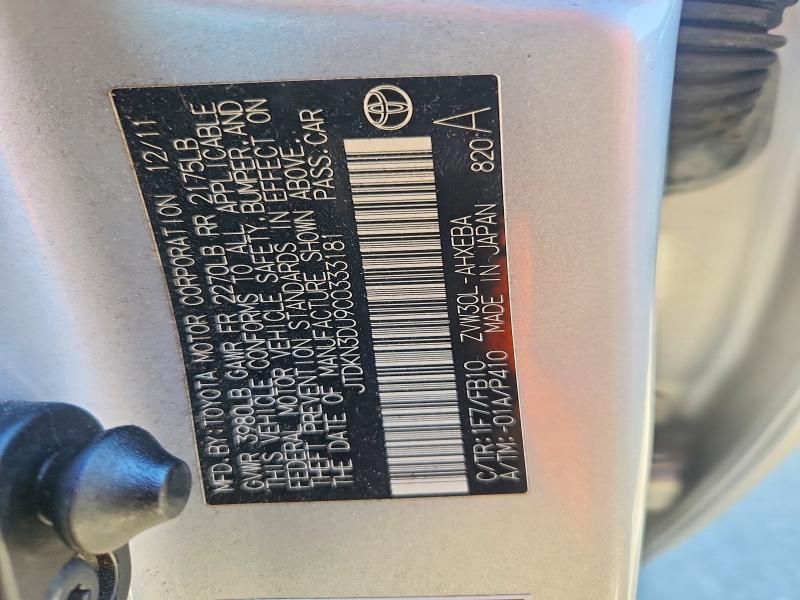 MFD.BY:TOYOTA MOTOR CORPORATION 12/11
GVWR 3980LB GAWR FR 2270LB RR 2175LB
THIS VEHICLE CONFORMS TO ALL APPLICABLE
FEDERAL MOTOR VEHICLE SAFETY,BUMPER,AND
THEFT PREVENTION STANDARDS IN EFFECT ON
THE DATE OF MANUFACTURE SHOWN ABOVE.
JTDKN3DU9C0333181 PASS.CAR
C/TR:1F7/FB10 ZVW30L-AHXEBA
A/TM:-01A/P410 MADE IN JAPAN 820-A